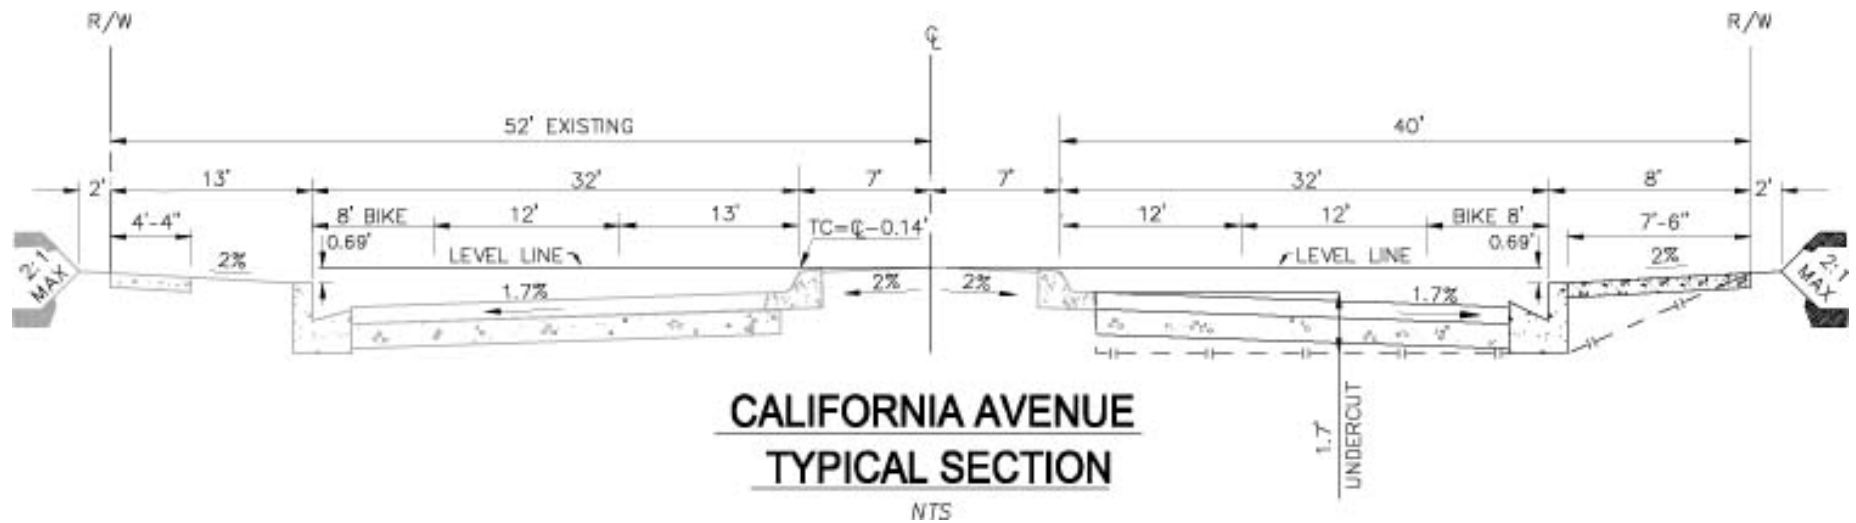 R/W
℄
R/W
52' EXISTING
40'
2'
13'
32'
7'
7'
32'
8'
2'
4'-4"
8' BIKE
12'
13'
TC=℄-0.14'
12'
12'
BIKE 8'
7'-6"
0.69'
LEVEL LINE
LEVEL LINE
0.69'
2:1
MAX
2%
2%
2:1
MAX
1.7%
2%
2%
1.7%
1.7'
UNDERCUT
CALIFORNIA AVENUE
TYPICAL SECTION
NTS